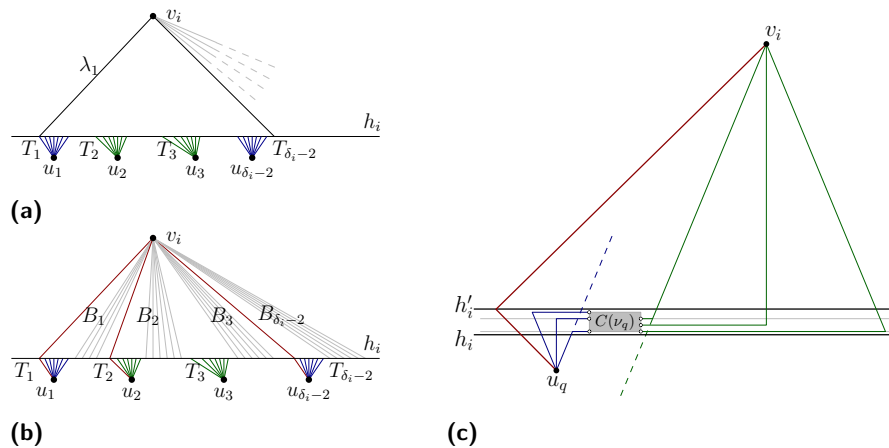 v_i
λ_1
h_i
T_1 T_2 T_3 T_{δ_i−2}
u_1 u_2 u_3 u_{δ_i−2}
(a)
v_i
B_1 B_2 B_3 B_{δ_i−2}
h_i
T_1 T_2 T_3 T_{δ_i−2}
u_1 u_2 u_3 u_{δ_i−2}
(b)
v_i
h'_i
C(ν_q)
h_i
u_q
(c)